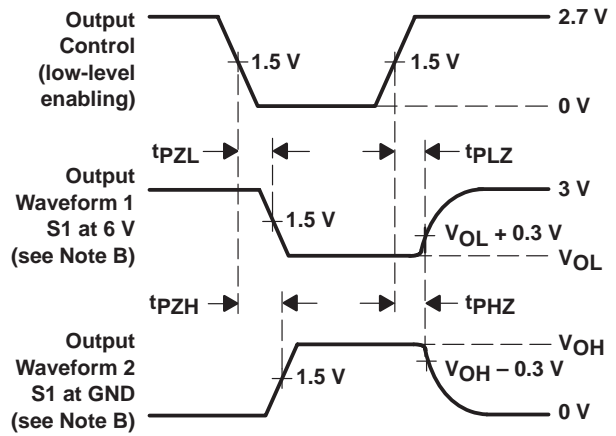 Output
Control
(low-level
enabling)
1.5 V
1.5 V
2.7 V
0 V
tPZL
tPLZ
Output
Waveform 1
S1 at 6 V
(see Note B)
1.5 V
3 V
VOL + 0.3 V
VOL
tPZH
tPHZ
Output
Waveform 2
S1 at GND
(see Note B)
1.5 V
VOH
VOH – 0.3 V
0 V